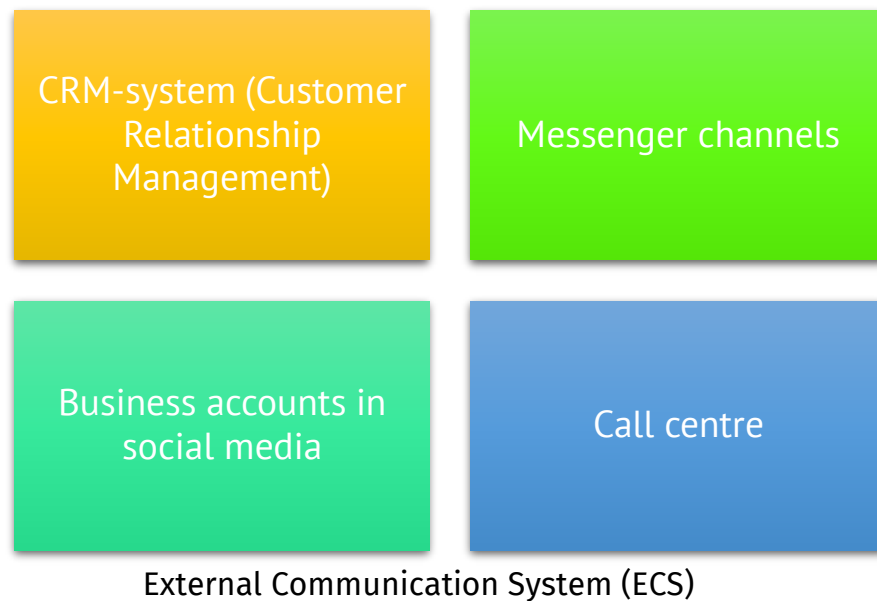 CRM-system (Customer
Relationship
Management)
Messenger channels
Business accounts in
social media
Call centre
External Communication System (ECS)